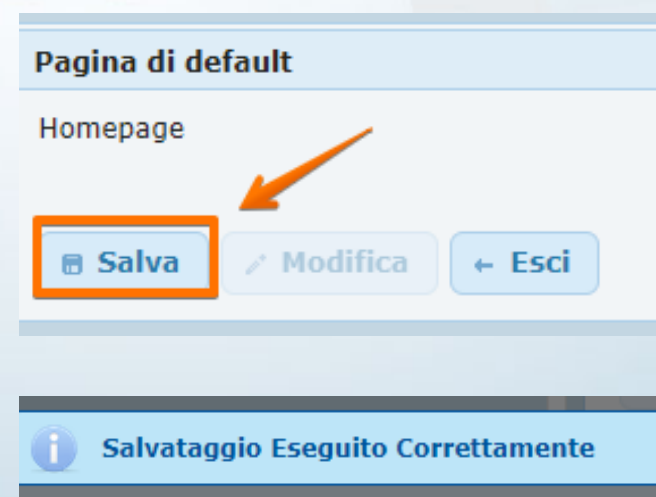 Pagina di default
Homepage
Salva Modifica Esci
Salvataggio Eseguito Correttamente